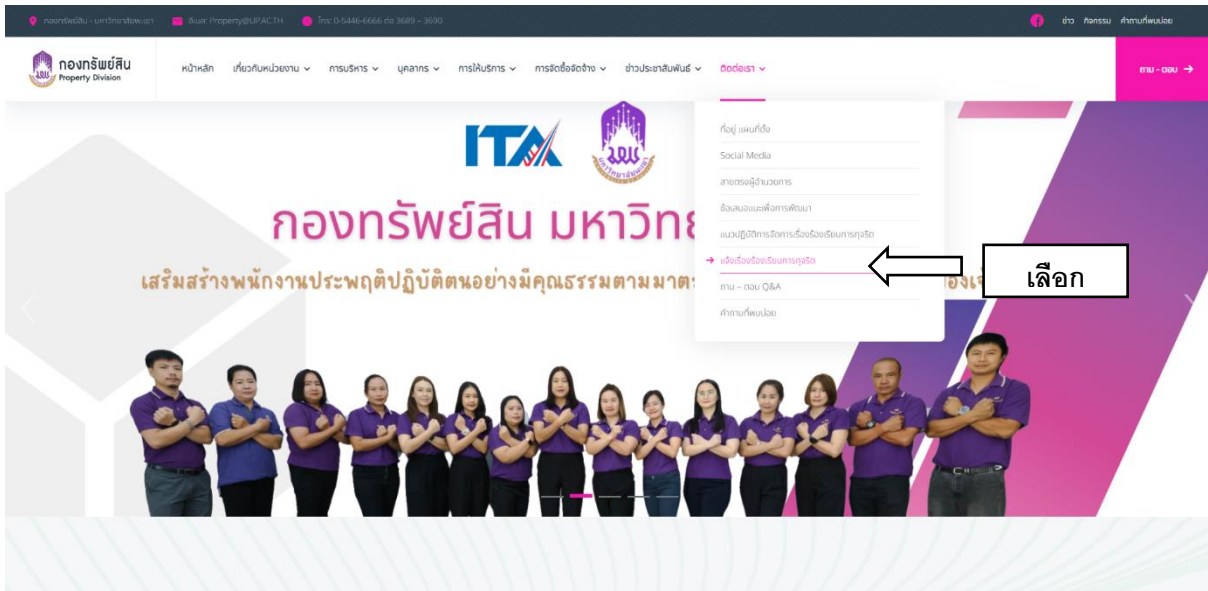 กองทรัพย์สิน - มหาวิทยาลัยพะเยา อีเมล: Property@UP.AC.TH โทร: 0-5446-6666 ต่อ 3689 – 3690 ข่าว กิจกรรม คำถามที่พบบ่อย
กองทรัพย์สิน
Property Division
หน้าหลัก เกี่ยวกับหน่วยงาน การบริหาร บุคลากร การให้บริการ การจัดซื้อจัดจ้าง ข่าวประชาสัมพันธ์ ติดต่อเรา ถาม - ตอบ →
ที่อยู่ แผนที่ตั้ง
Social Media
สายตรงผู้อำนวยการ
ข้อเสนอแนะเพื่อการพัฒนา
แนวปฏิบัติการจัดการเรื่องร้องเรียนการทุจริต
→ แจ้งเรื่องร้องเรียนการทุจริต
ถาม – ตอบ Q&A
คำถามที่พบบ่อย
เลือก
ITA
มหาวิทยาลัยพะเยา
กองทรัพย์สิน
เสริมสร้างพนักงานประพฤติปฏิบัติตนอย่างมีคุณธรรมตาม